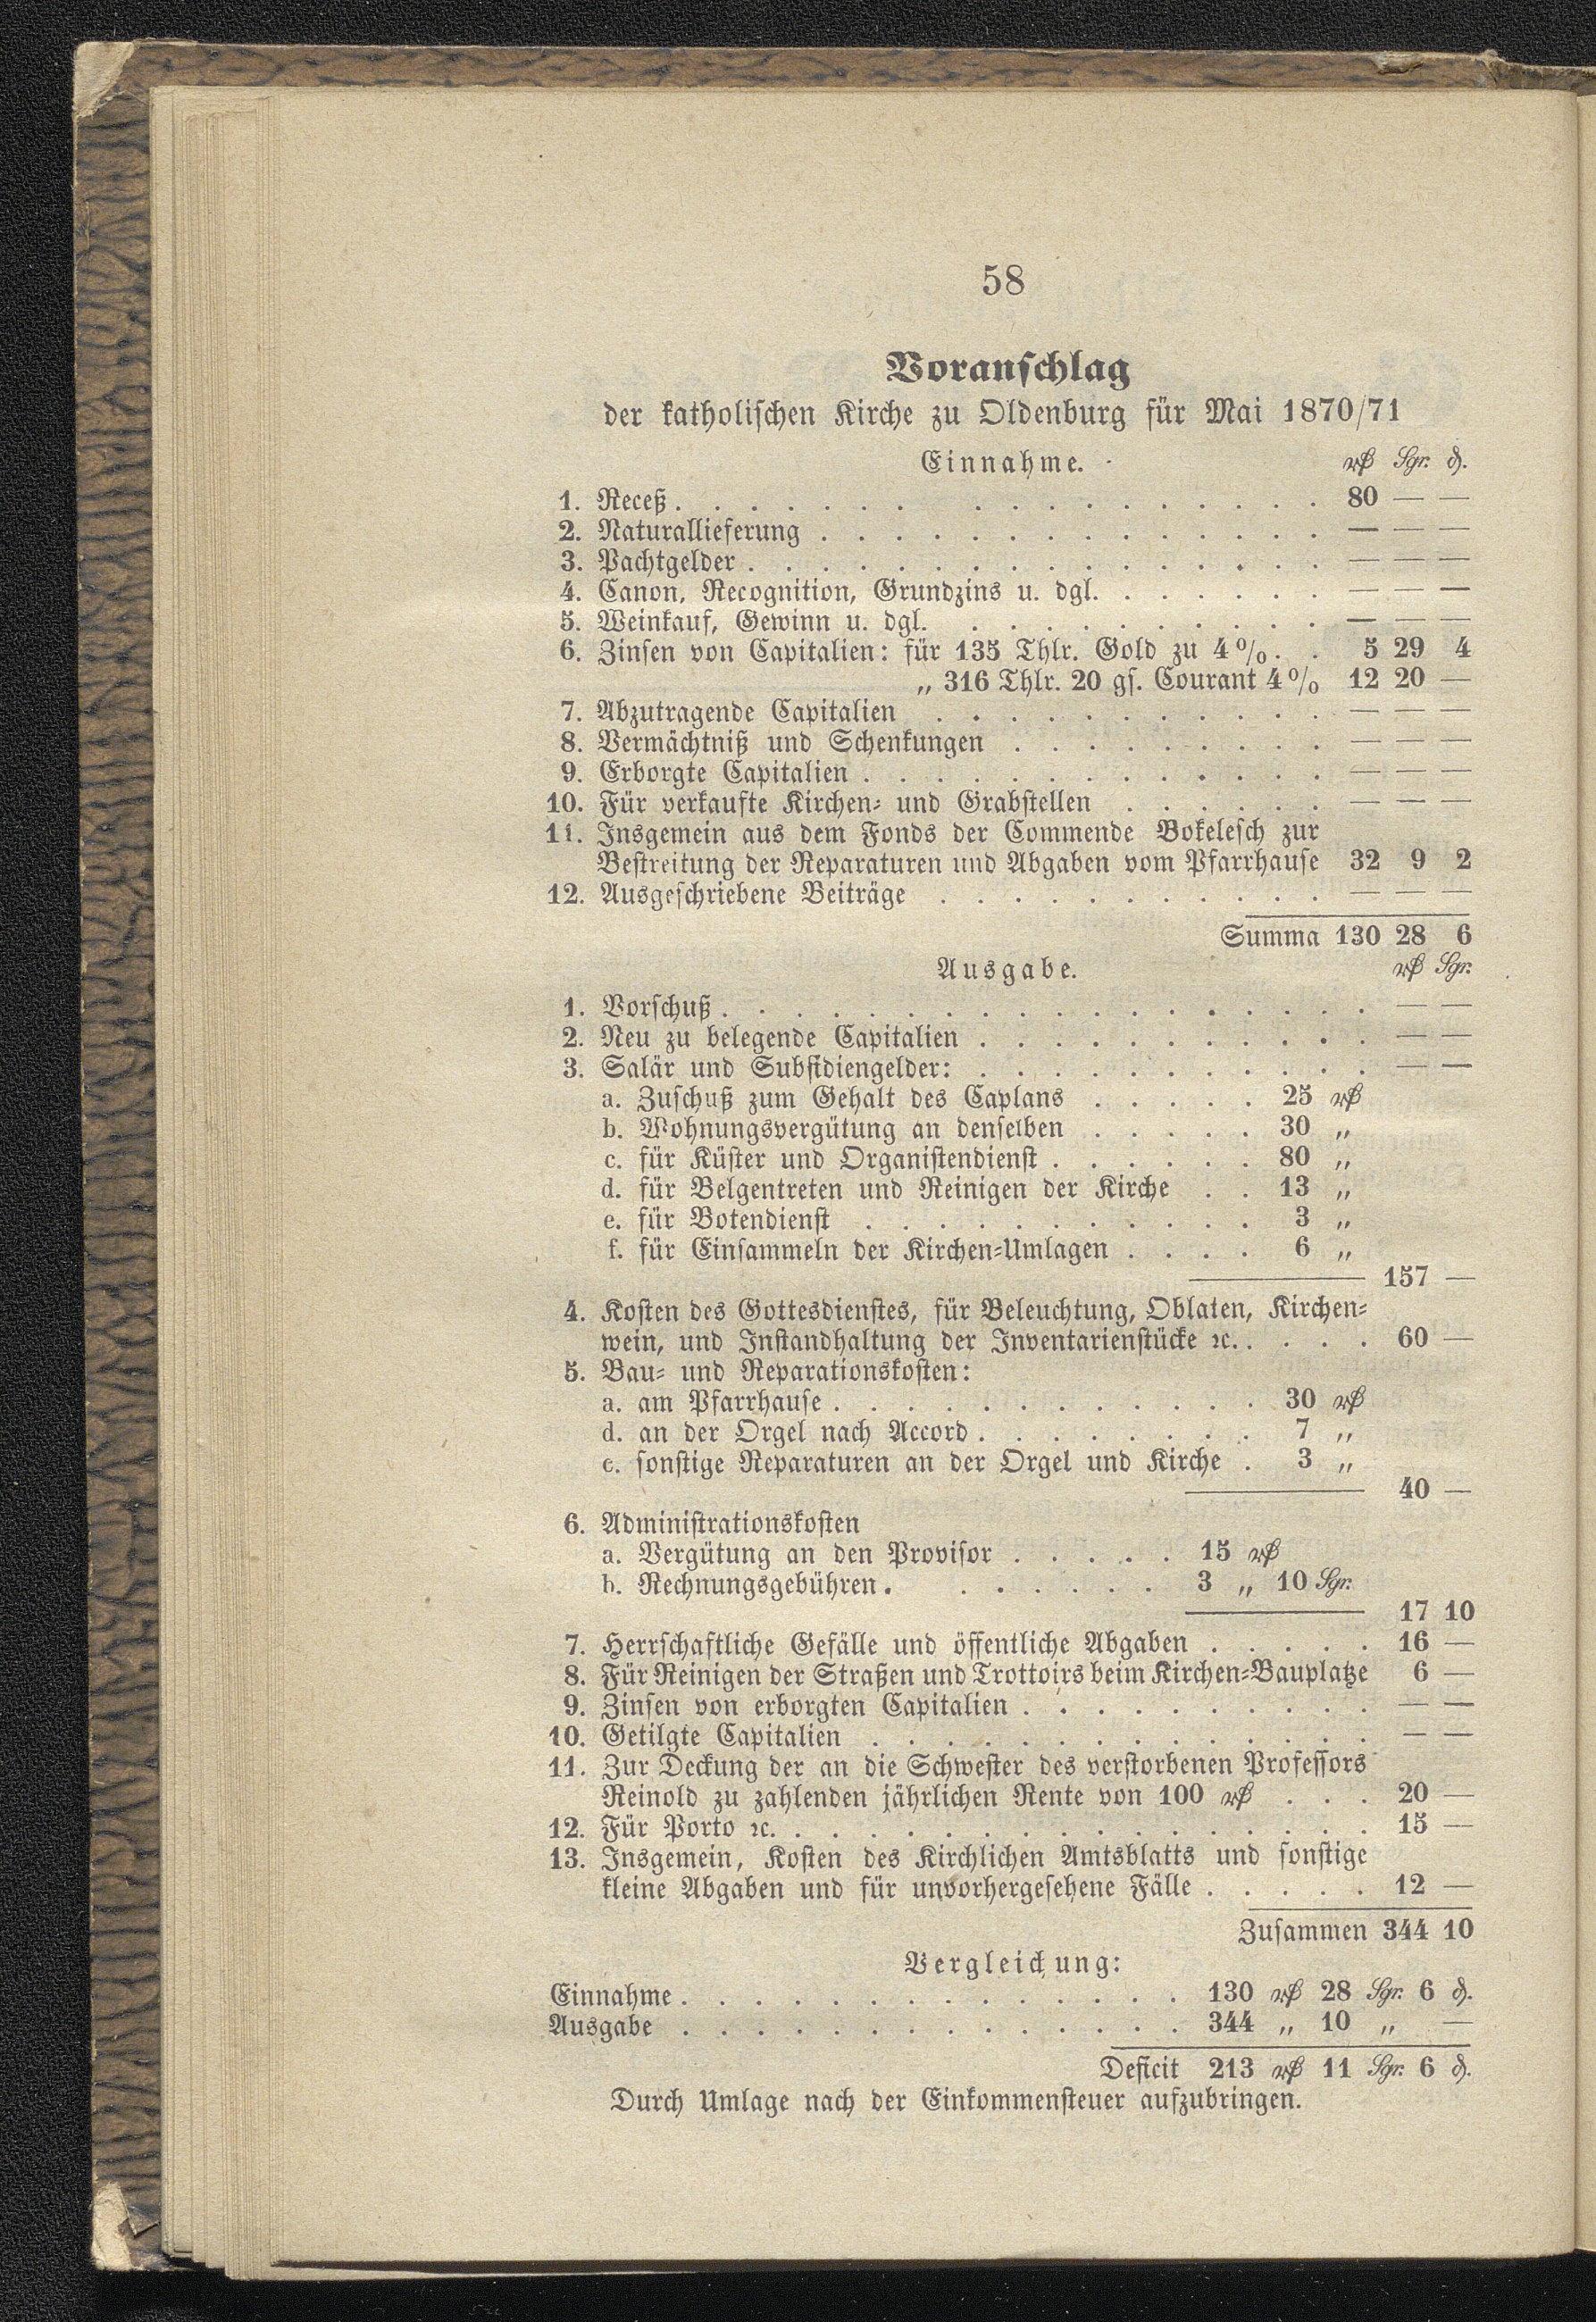 58
Voranschlag
der katholischen Kirche zu Oldenburg für Mai 1870/71
Einnahme. ₰ Sgr. ₰.
1. Receß . . . . . . . . . . . . . . . . . 80 — —
2. Naturallieferung . . . . . . . . . . . . . . — — —
3. Pachtgelder . . . . . . . . . . . . . . . . — — —
4. Canon, Recognition, Grundzins u. dgl. . . . . . . — — —
5. Weinkauf, Gewinn u. dgl. . . . . . . . . . . — — —
6. Zinsen von Capitalien: für 135 Thlr. Gold zu 4%. . 5 29 4
„ 316 Thlr. 20 gs. Courant 4% 12 20 —
7. Abzutragende Capitalien . . . . . . . . . . . — — —
8. Vermächtniß und Schenkungen . . . . . . . . . — — —
9. Erborgte Capitalien . . . . . . . . . . . . . — — —
10. Für verkaufte Kirchen- und Grabstellen . . . . . . — — —
11. Insgemein aus dem Fonds der Commende Bokelesch zur
Bestreitung der Reparaturen und Abgaben vom Pfarrhause 32 9 2
12. Ausgeschriebene Beiträge . . . . . . . . . . . — — —
Summa 130 28 6
Ausgabe. Sgr.
1. Vorschuß . . . . . . . . . . . . . . . . . . — —
2. Neu zu belegende Capitalien . . . . . . . . . . . — —
3. Salär und Subsidiengelder: . . . . . . . . . . . — —
a. Zuschuß zum Gehalt des Caplans . . . . . 25
b. Wohnungsvergütung an denselben . . . . . 30 „
c. für Küster und Organistendienst . . . . . . 80 „
d. für Belgentreten und Reinigen der Kirche . . 13 „
e. für Botendienst . . . . . . . . . . . 3 „
f. für Einsammeln der Kirchen-Umlagen . . . . 6 „
157 —
4. Kosten des Gottesdienstes, für Beleuchtung, Oblaten, Kirchen-
wein, und Instandhaltung der Inventarienstücke ꝛc. . . . . 60 —
5. Bau- und Reparationskosten:
a. am Pfarrhause . . . . . . . . . . . . 30
d. an der Orgel nach Accord . . . . . . . . 7 „
c. sonstige Reparaturen an der Orgel und Kirche . 3 „
40 —
6. Administrationskosten
a. Vergütung an den Provisor . . . . . 15
b. Rechnungsgebühren . . . . . . . 3 „ 10 Sgr.
17 10
7. Herrschaftliche Gefälle und öffentliche Abgaben . . . . . 16 —
8. Für Reinigen der Straßen und Trottoirs beim Kirchen-Bauplatze 6 —
9. Zinsen von erborgten Capitalien . . . . . . . . . . — —
10. Getilgte Capitalien . . . . . . . . . . . . . . — —
11. Zur Deckung der an die Schwester des verstorbenen Professors
Reinold zu zahlenden jährlichen Rente von 100 . . . 20 —
12. Für Porto ꝛc. . . . . . . . . . . . . . . . . 15 —
13. Insgemein, Kosten des Kirchlichen Amtsblatts und sonstige
kleine Abgaben und für unvorhergesehene Fälle . . . . . 12 —
Zusammen 344 10
Vergleichung:
Einnahme . . . . . . . . . . . . . . 130 28 Sgr. 6 ₰.
Ausgabe . . . . . . . . . . . . . . 344 „ 10 „ —
Deficit 213 11 Sgr. 6 ₰.
Durch Umlage nach der Einkommensteuer aufzubringen.